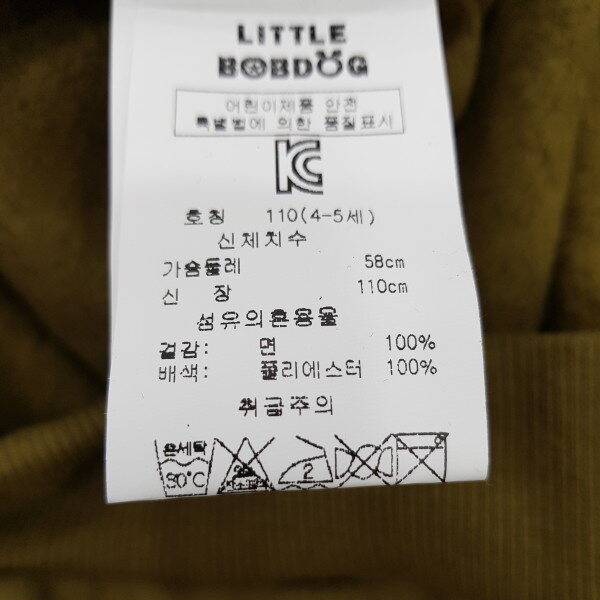 LITTLE
BOBDOG
어린이제품 안전
특별법에 의한 품질표시
KC
호칭 110(4-5세)
신체치수
가슴둘레 58cm
신 장 110cm
섬유의혼용율
겉감: 면 100%
배색: 폴리에스터 100%
취급주의
손세탁
30°C
2